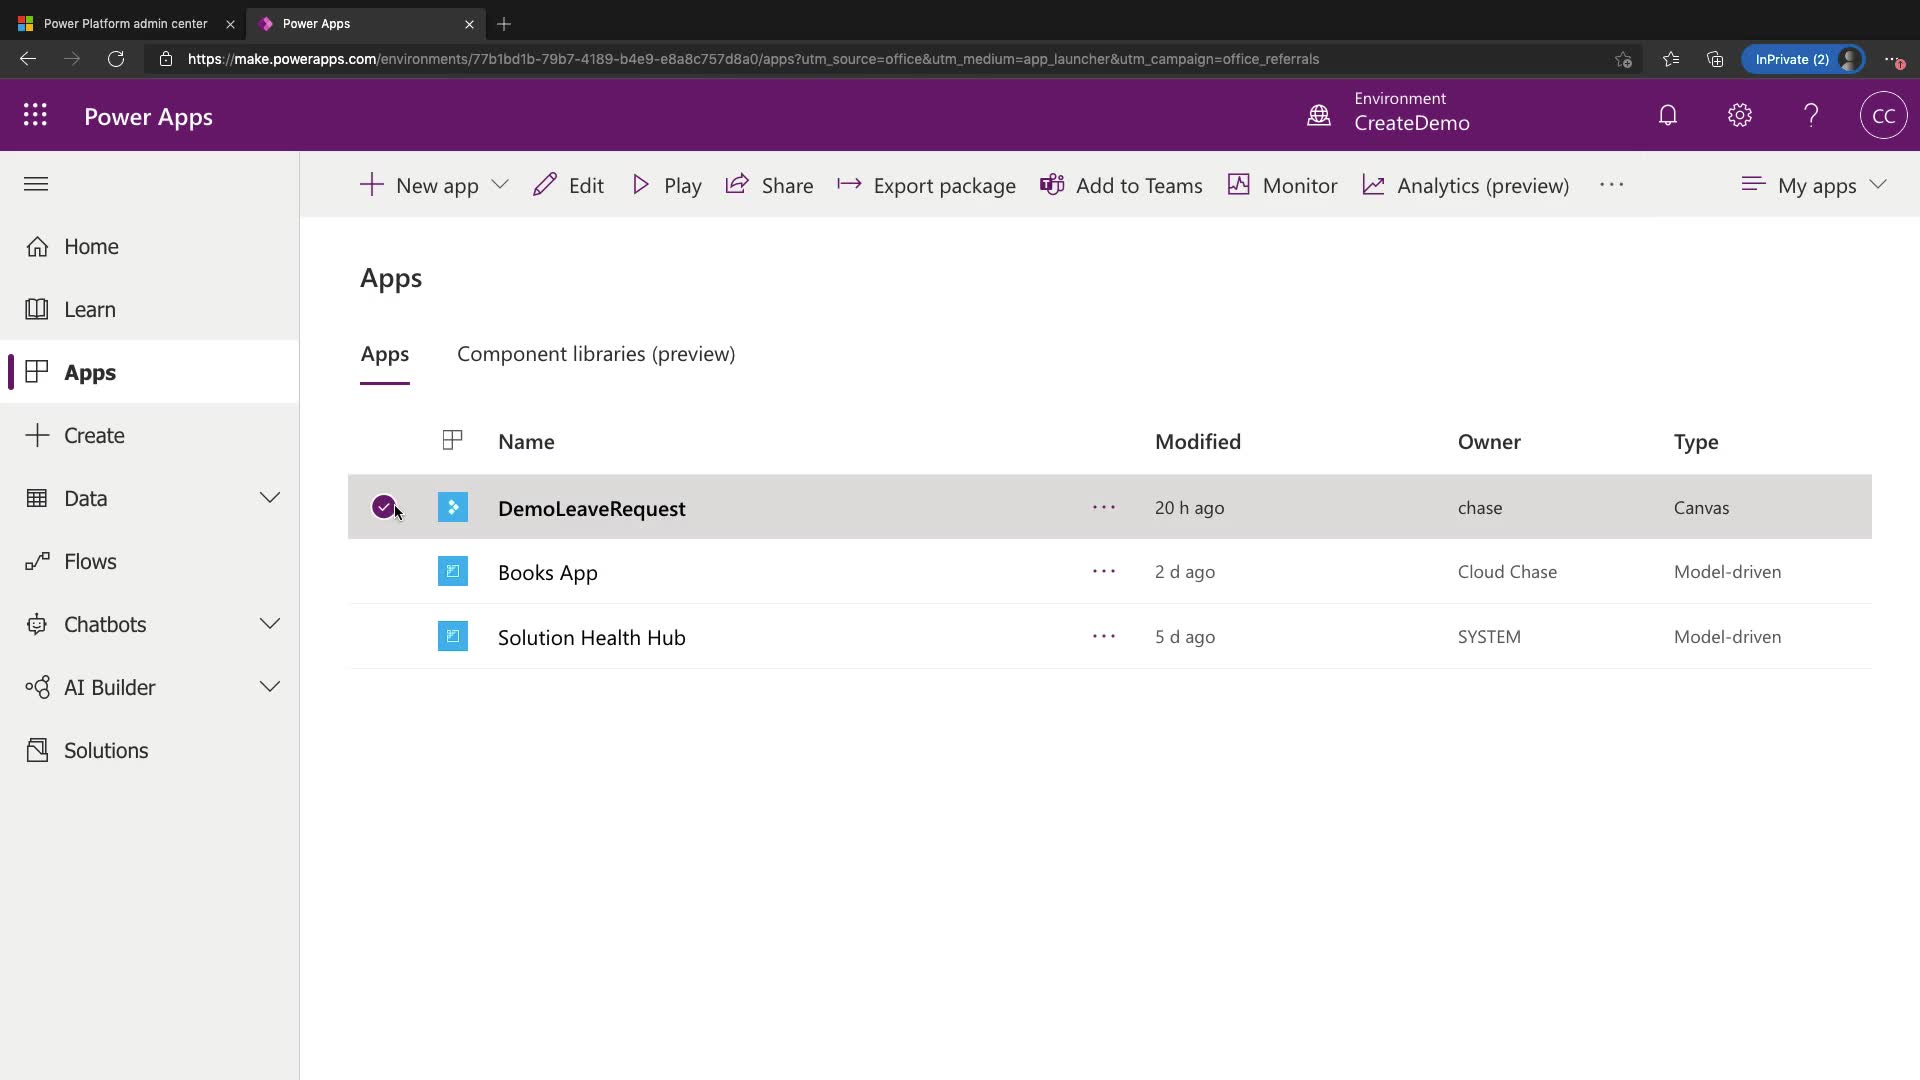 Power Platform admin center
Power Apps
https://make.powerapps.com/environments/77b1bd1b-79b7-4189-b4e9-e8a8c757d8a0/apps?utm_source=office&utm_medium=app_launcher&utm_campaign=office_referrals
InPrivate (2)
Power Apps
Environment
CreateDemo
CC
New app
Edit
Play
Share
Export package
Add to Teams
Monitor
Analytics (preview)
My apps
Home
Learn
Apps
Create
Data
Flows
Chatbots
AI Builder
Solutions
Apps
Apps Component libraries (preview)
Name Modified Owner Type
DemoLeaveRequest 20 h ago chase Canvas
Books App 2 d ago Cloud Chase Model-driven
Solution Health Hub 5 d ago SYSTEM Model-driven